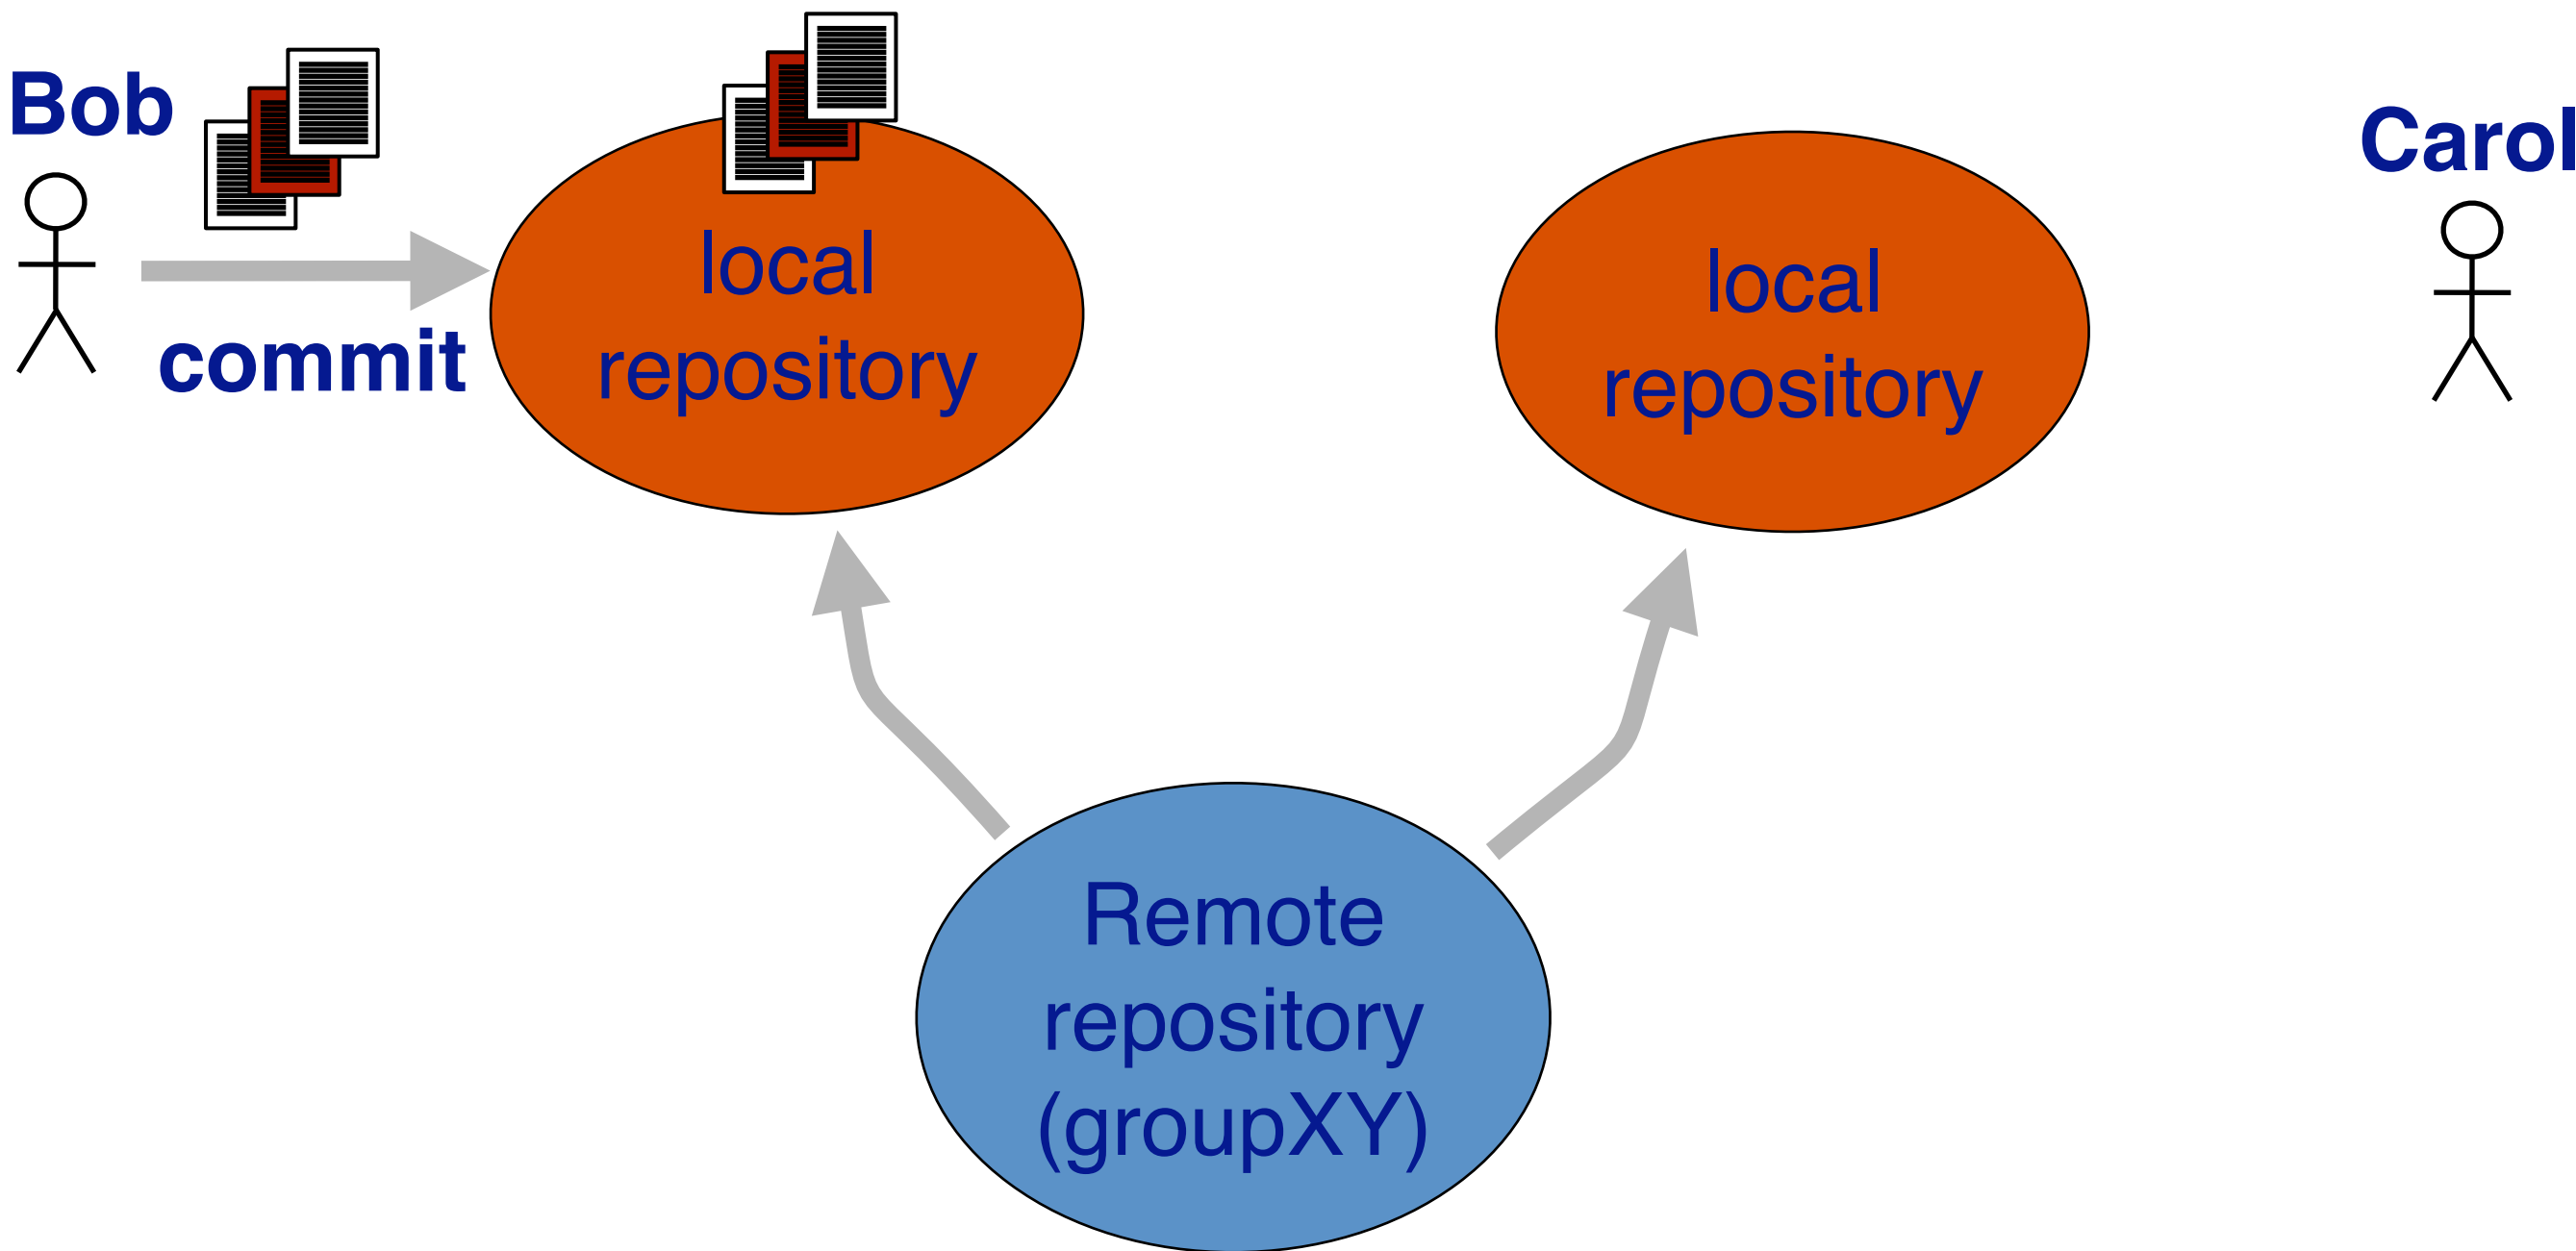 Bob
Carol
commit
local
repository
local
repository
Remote
repository
(groupXY)